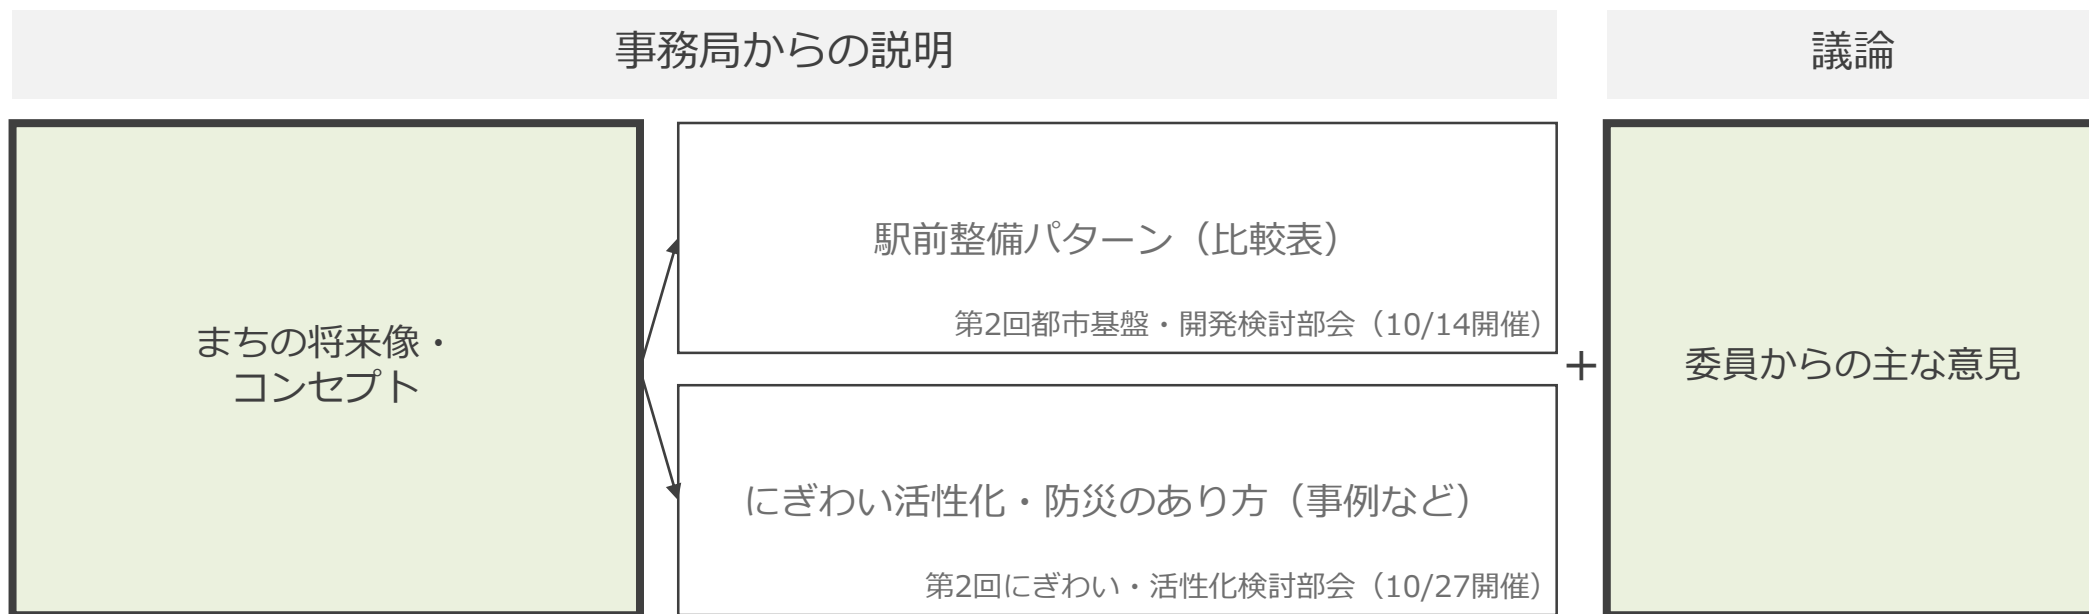 事務局からの説明
議論
まちの将来像・
コンセプト
駅前整備パターン（比較表）
第2回都市基盤・開発検討部会（10/14開催）
にぎわい活性化・防災のあり方（事例など）
第2回にぎわい・活性化検討部会（10/27開催）
+
委員からの主な意見